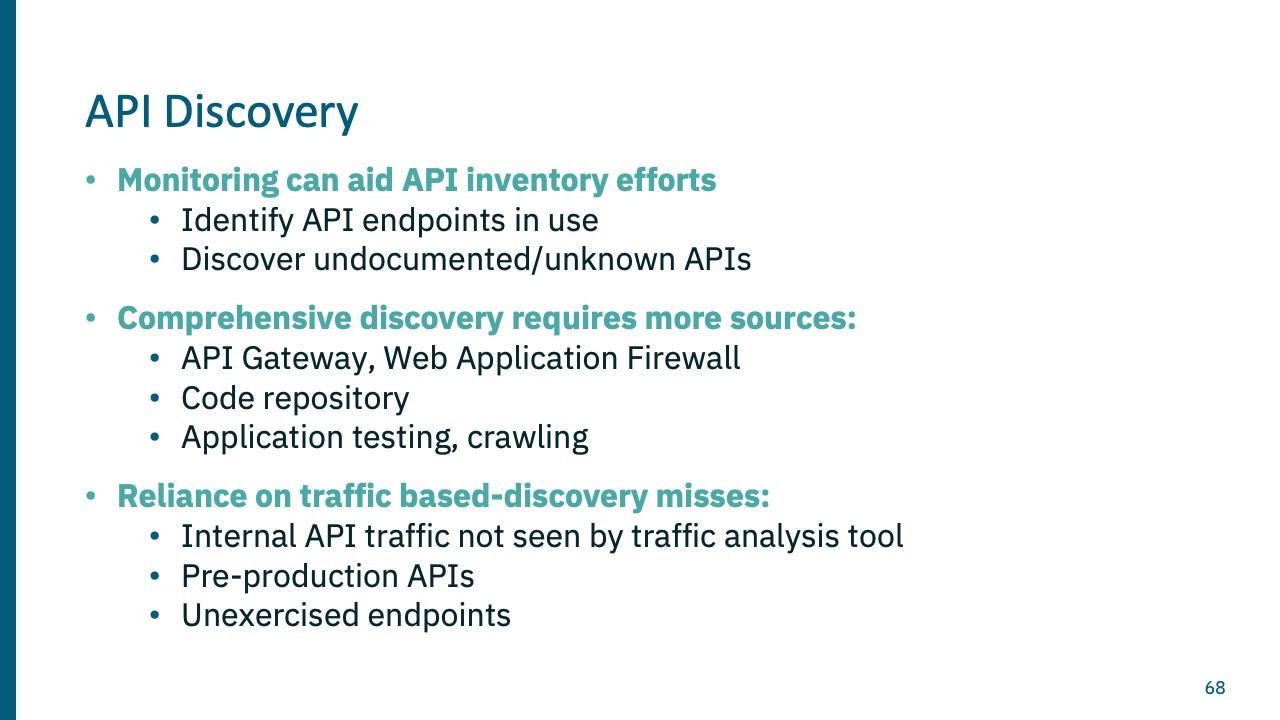 API Discovery
• Monitoring can aid API inventory efforts
• Identify API endpoints in use
• Discover undocumented/unknown APIs
• Comprehensive discovery requires more sources:
• API Gateway, Web Application Firewall
• Code repository
• Application testing, crawling
• Reliance on traffic based-discovery misses:
• Internal API traffic not seen by traffic analysis tool
• Pre-production APIs
• Unexercised endpoints
68